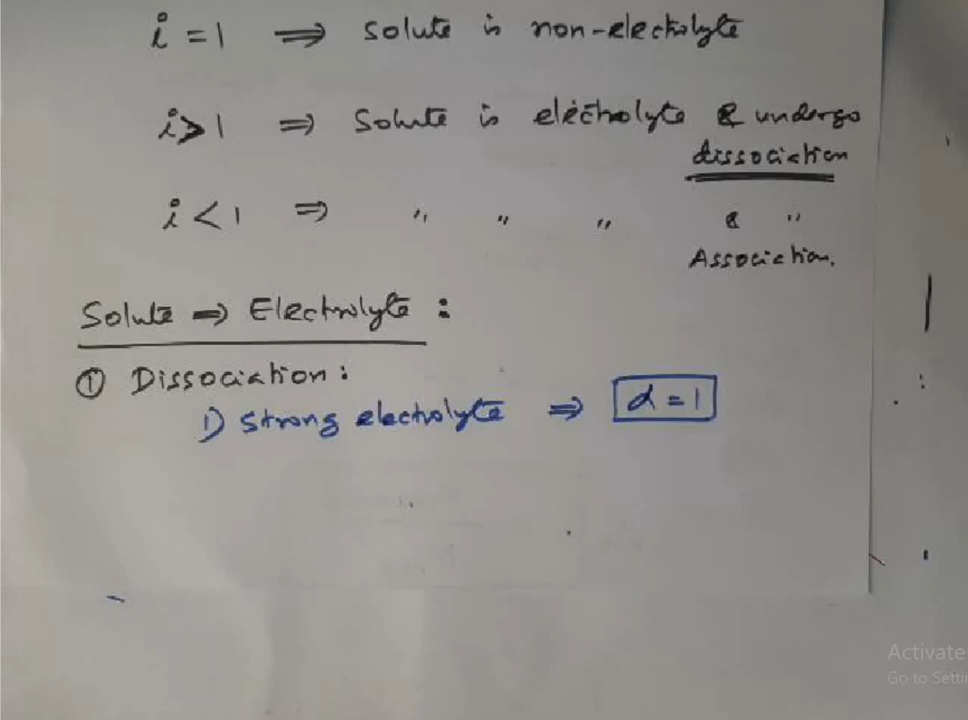 i = 1 ⇒ solute is non-electrolyte
i > 1 ⇒ Solute is electrolyte & undergo
dissociation
i < 1 ⇒ " " " & "
Association.
Solute ⇒ Electrolyte :
① Dissociation :
1) Strong electrolyte ⇒ α = 1
Activate
Go to Settin